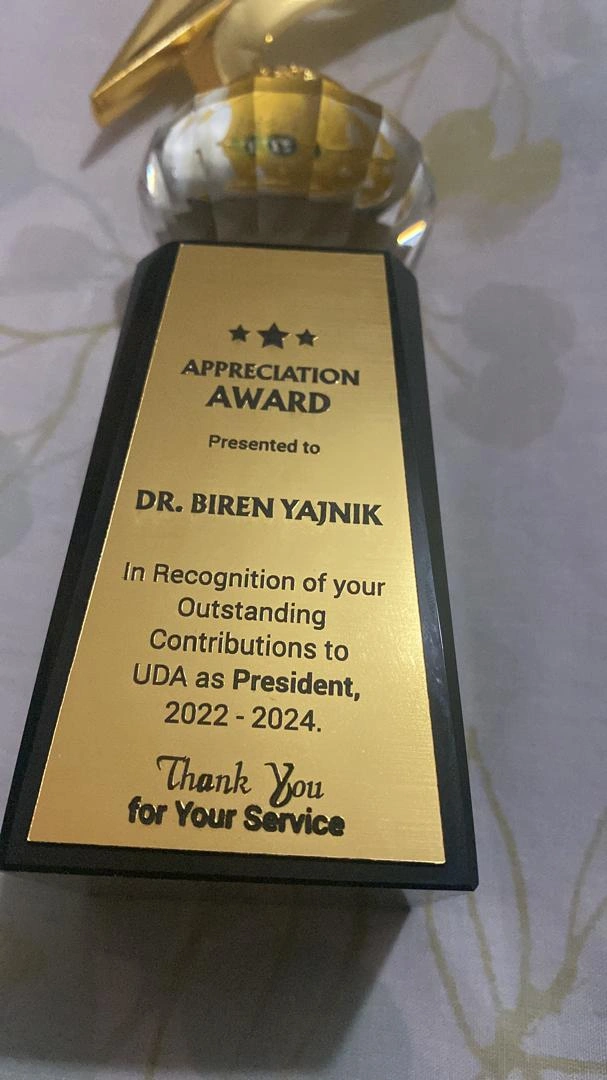 APPRECIATION
AWARD
Presented to
DR. BIREN YAJNIK
In Recognition of your
Outstanding
Contributions to
UDA as President,
2022 - 2024.
Thank You
for Your Service